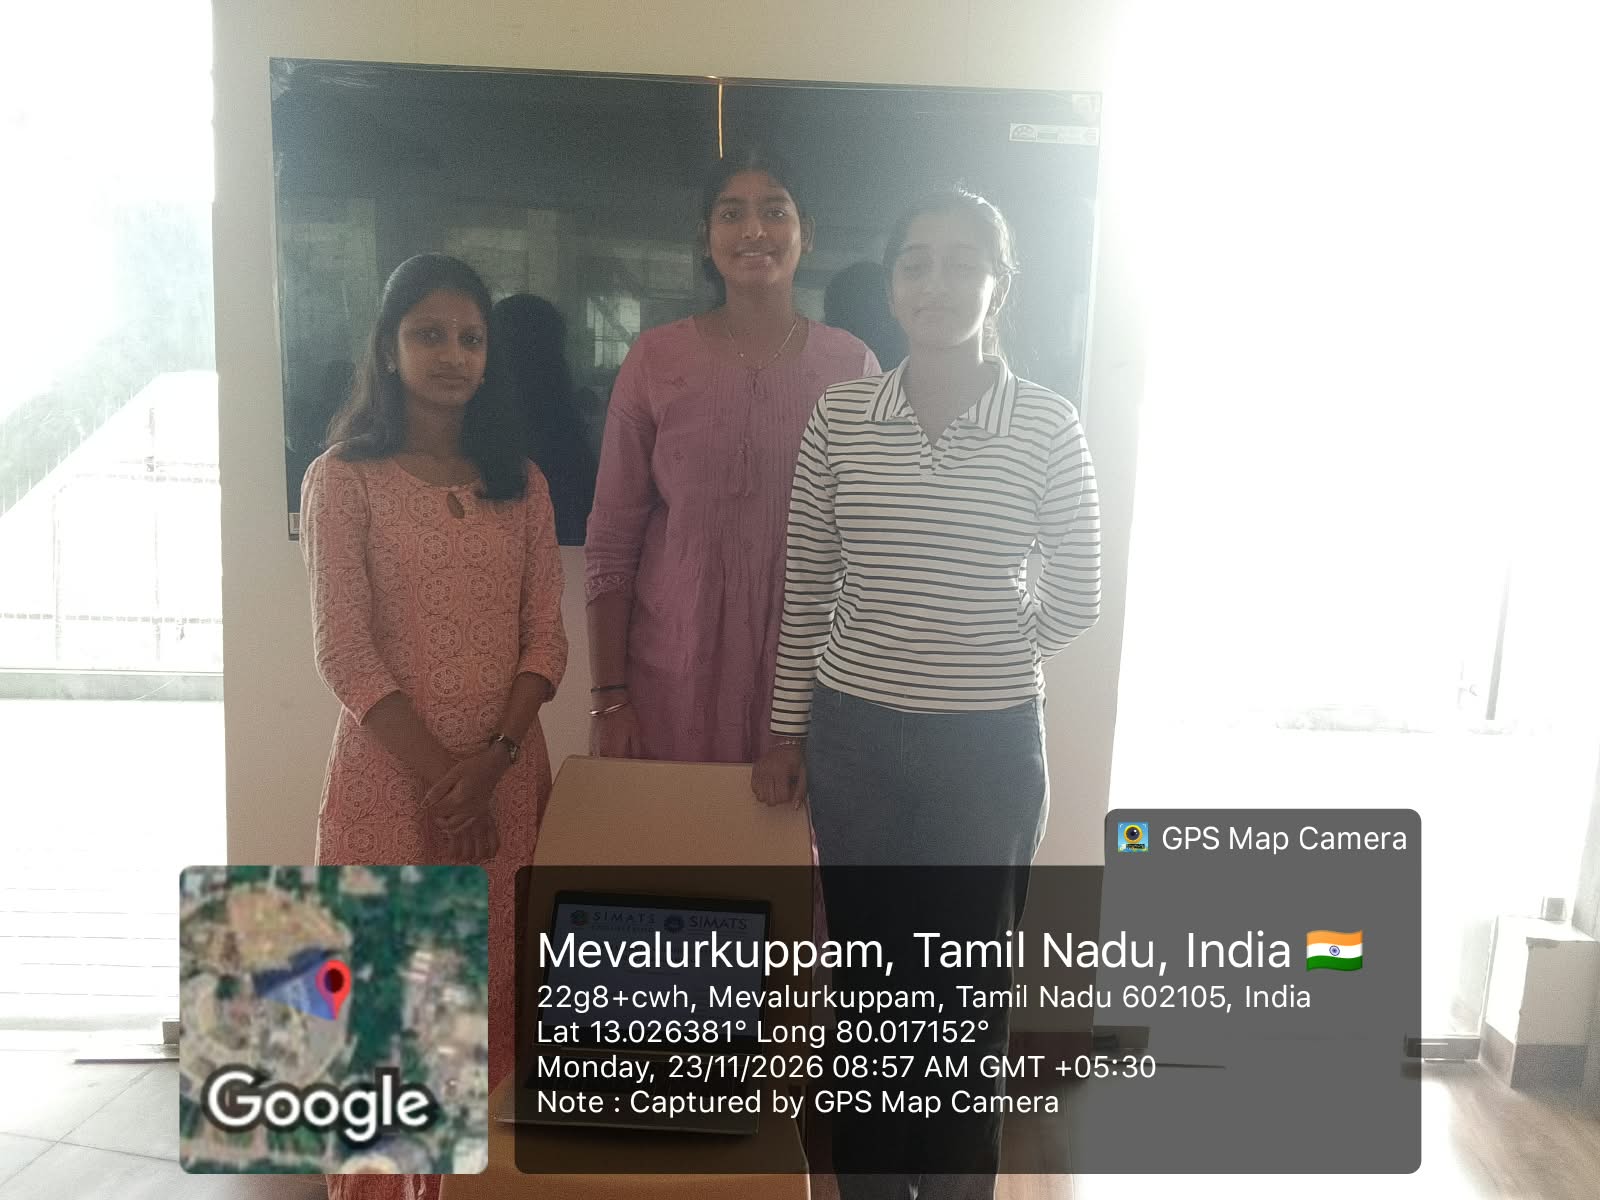 GPS Map Camera
SIMATS SIMATS
Mevalurkuppam, Tamil Nadu, India
22g8+cwh, Mevalurkuppam, Tamil Nadu 602105, India
Lat 13.026381° Long 80.017152°
Monday, 23/11/2026 08:57 AM GMT +05:30
Note : Captured by GPS Map Camera
Google